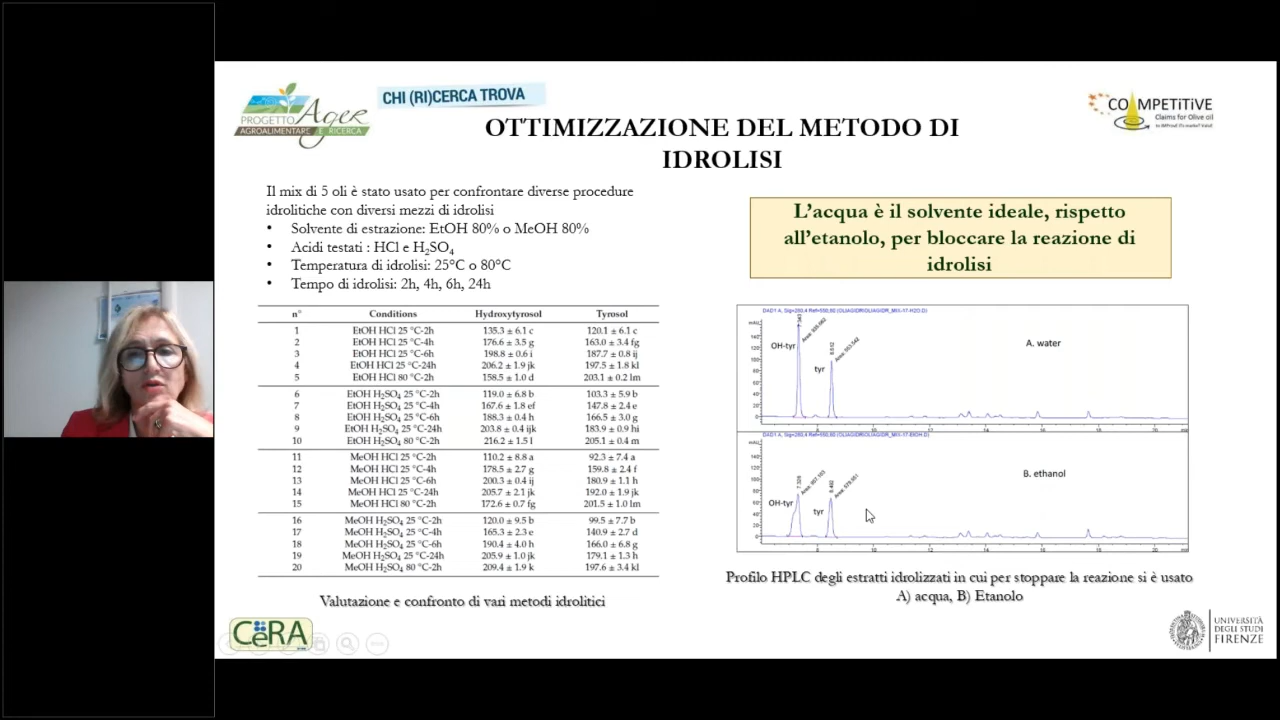 PROGETTO Ager
AGROALIMENTARE E RICERCA
CHI (RI)CERCA TROVA
COMPETITIVE
Claims for Olive oil
OTTIMIZZAZIONE DEL METODO DI
IDROLISI
Il mix di 5 oli è stato usato per confrontare diverse procedure
idrolitiche con diversi mezzi di idrolisi
• Solvente di estrazione: EtOH 80% o MeOH 80%
• Acidi testati : HCl e H2SO4
• Temperatura di idrolisi: 25°C o 80°C
• Tempo di idrolisi: 2h, 4h, 6h, 24h
n° Conditions Hydroxytyrosol Tyrosol
1 EtOH HCl 25 °C-2h 135.3 ± 6.1 c 120.1 ± 6.1 c
2 EtOH HCl 25 °C-4h 176.6 ± 3.5 g 163.0 ± 3.4 fg
3 EtOH HCl 25 °C-6h 198.8 ± 0.6 i 187.7 ± 0.8 ij
4 EtOH HCl 25 °C-24h 206.2 ± 1.9 jk 197.5 ± 1.8 kl
5 EtOH HCl 80 °C-2h 158.5 ± 1.0 d 203.1 ± 0.2 lm
6 EtOH H2SO4 25 °C-2h 119.0 ± 6.8 b 103.3 ± 5.9 b
7 EtOH H2SO4 25 °C-4h 167.6 ± 1.8 ef 147.8 ± 2.4 e
8 EtOH H2SO4 25 °C-6h 188.3 ± 0.4 h 166.5 ± 3.0 g
9 EtOH H2SO4 25 °C-24h 203.8 ± 0.4 ijk 183.9 ± 0.9 hi
10 EtOH H2SO4 80 °C-2h 216.2 ± 1.5 l 205.1 ± 0.4 m
11 MeOH HCl 25 °C-2h 110.2 ± 8.8 a 92.3 ± 7.4 a
12 MeOH HCl 25 °C-4h 178.5 ± 2.7 g 159.8 ± 2.4 f
13 MeOH HCl 25 °C-6h 200.3 ± 0.4 ij 180.9 ± 1.1 h
14 MeOH HCl 25 °C-24h 205.7 ± 2.1 jk 192.0 ± 1.9 jk
15 MeOH HCl 80 °C-2h 172.6 ± 0.7 fg 201.5 ± 1.0 lm
16 MeOH H2SO4 25 °C-2h 120.0 ± 9.5 b 99.5 ± 7.7 b
17 MeOH H2SO4 25 °C-4h 165.3 ± 2.3 e 140.9 ± 2.7 d
18 MeOH H2SO4 25 °C-6h 190.4 ± 4.0 h 166.0 ± 6.8 g
19 MeOH H2SO4 25 °C-24h 205.9 ± 1.0 jk 179.1 ± 1.3 h
20 MeOH H2SO4 80 °C-2h 209.4 ± 1.9 k 197.6 ± 3.4 kl
Valutazione e confronto di vari metodi idrolitici
L'acqua è il solvente ideale, rispetto
all'etanolo, per bloccare la reazione di
idrolisi
OH-tyr
tyr
A. water
OH-tyr
tyr
B. ethanol
Profilo HPLC degli estratti idrolizzati in cui per stoppare la reazione si è usato
A) acqua, B) Etanolo
CeRA
UNIVERSITÀ
DEGLI STUDI
FIRENZE